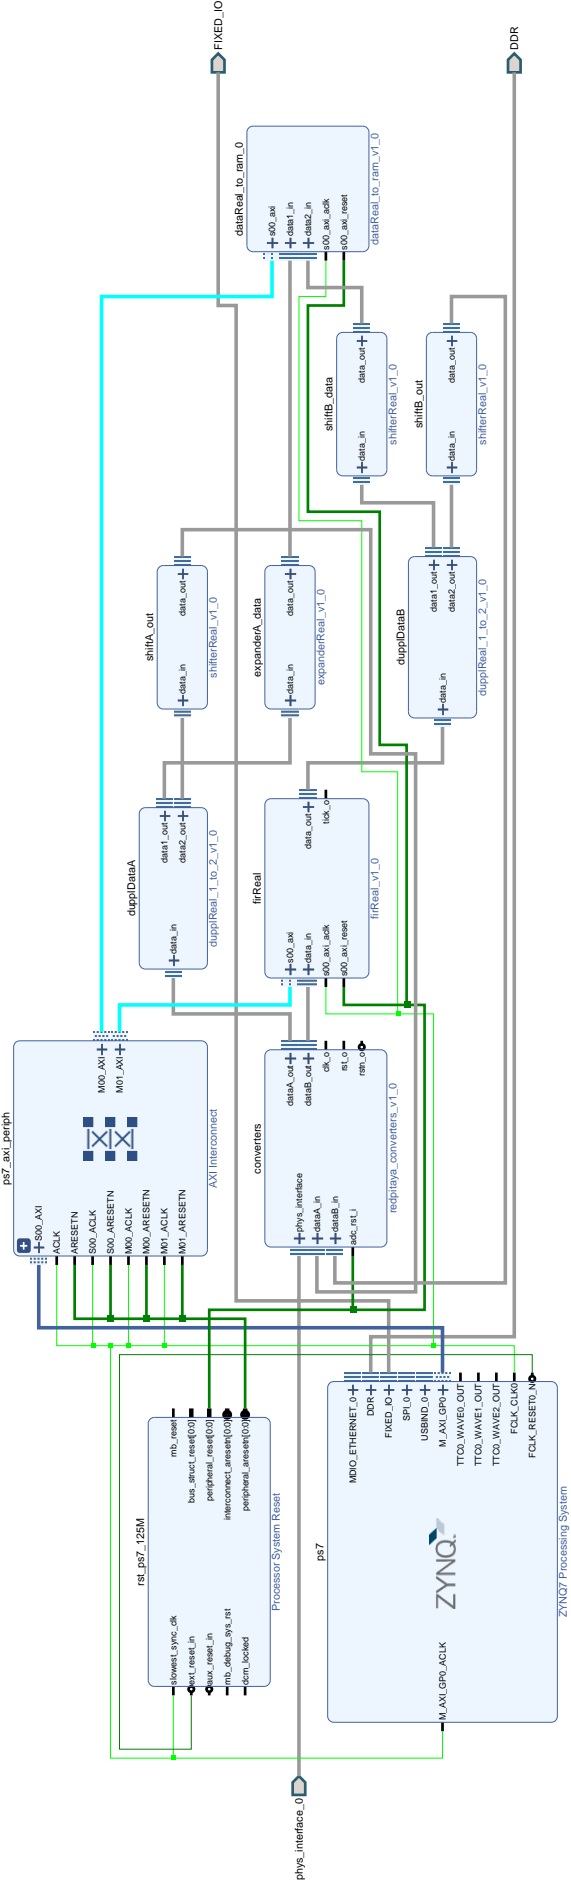 phys_interface_0
rst_ps7_125M
slowest_sync_clk
ext_reset_in
aux_reset_in
mb_debug_sys_rst
dcm_locked
mb_reset
bus_struct_reset[0:0]
peripheral_reset[0:0]
interconnect_aresetn[0:0]
peripheral_aresetn[0:0]
Processor System Reset
ps7
M_AXI_GP0_ACLK
ZYNQ
MDIO_ETHERNET_0
DDR
FIXED_IO
SPI_0
USBIND_0
M_AXI_GP0
TTC0_WAVE0_OUT
TTC0_WAVE1_OUT
TTC0_WAVE2_OUT
FCLK_CLK0
FCLK_RESET0_N
ZYNQ7 Processing System
ps7_axi_periph
S00_AXI
ACLK
ARESETN
S00_ACLK
S00_ARESETN
M00_ACLK
M00_ARESETN
M01_ACLK
M01_ARESETN
M00_AXI
M01_AXI
AXI Interconnect
converters
phys_interface
dataA_in
dataB_in
adc_rst_i
dataA_out
dataB_out
clk_o
rst_o
rstn_o
redpitaya_converters_v1_0
dupplDataA
data_in
data1_out
data2_out
dupplReal_1_to_2_v1_0
firReal
s00_axi
data_in
s00_axi_aclk
s00_axi_reset
data_out
tick_o
firReal_v1_0
shiftA_out
data_in
data_out
shifterReal_v1_0
expanderA_data
data_in
data_out
expanderReal_v1_0
dupplDataB
data_in
data1_out
data2_out
dupplReal_1_to_2_v1_0
shiftB_data
data_in
data_out
shifterReal_v1_0
shiftB_out
data_in
data_out
shifterReal_v1_0
dataReal_to_ram_0
s00_axi
data1_in
data2_in
s00_axi_aclk
s00_axi_reset
dataReal_to_ram_v1_0
FIXED_IO
DDR